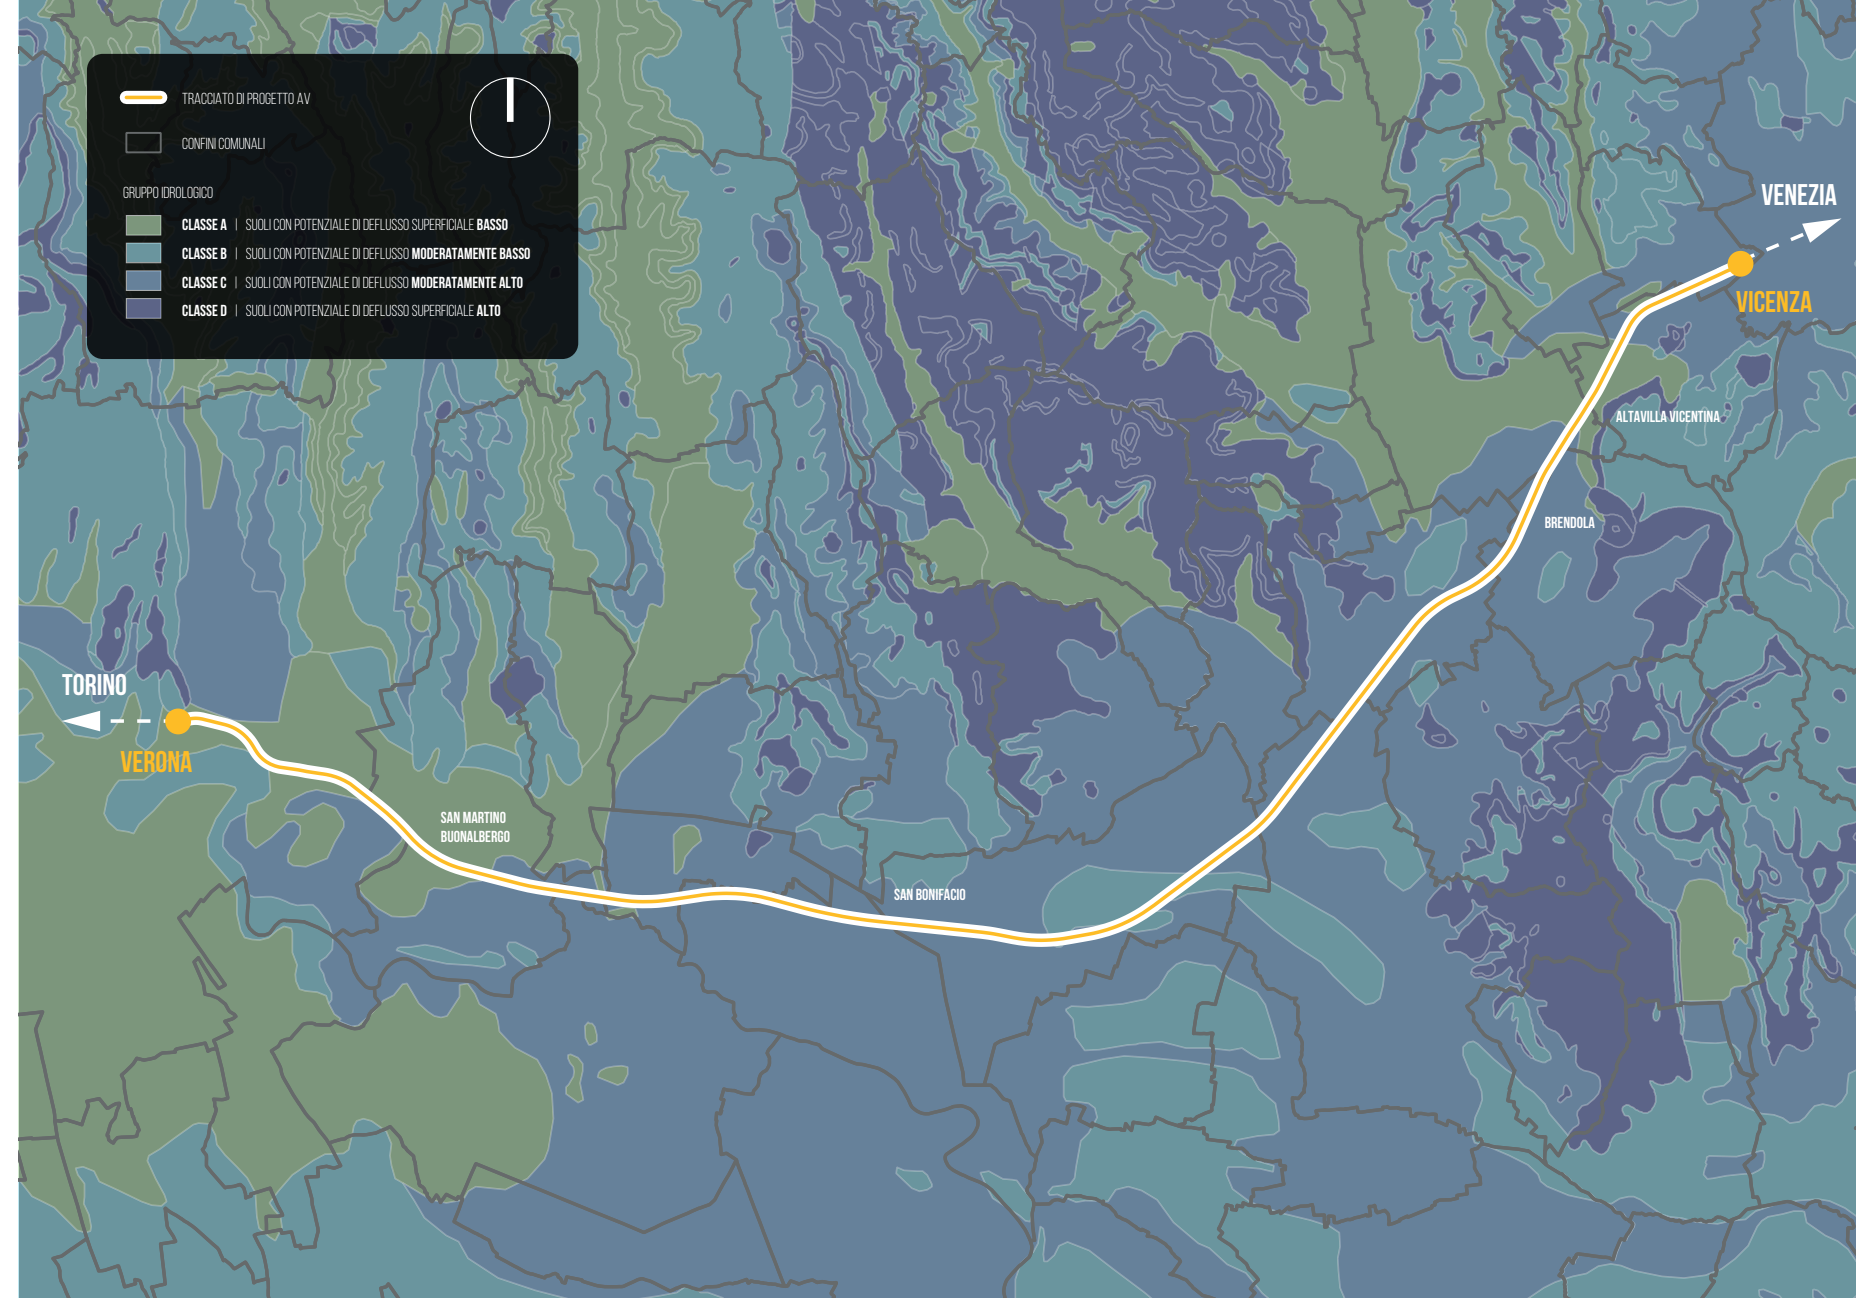 TRACCIATO DI PROGETTO AV
CONFINI COMUNALI
GRUPPO IDROLOGICO
CLASSE A | SUOLI CON POTENZIALE DI DEFLUSSO SUPERFICIALE BASSO
CLASSE B | SUOLI CON POTENZIALE DI DEFLUSSO MODERATAMENTE BASSO
CLASSE C | SUOLI CON POTENZIALE DI DEFLUSSO MODERATAMENTE ALTO
CLASSE D | SUOLI CON POTENZIALE DI DEFLUSSO SUPERFICIALE ALTO
VENEZIA
VICENZA
ALTAVILLA VICENTINA
BRENDOLA
TORINO
VERONA
SAN MARTINO
BUONALBERGO
SAN BONIFACIO